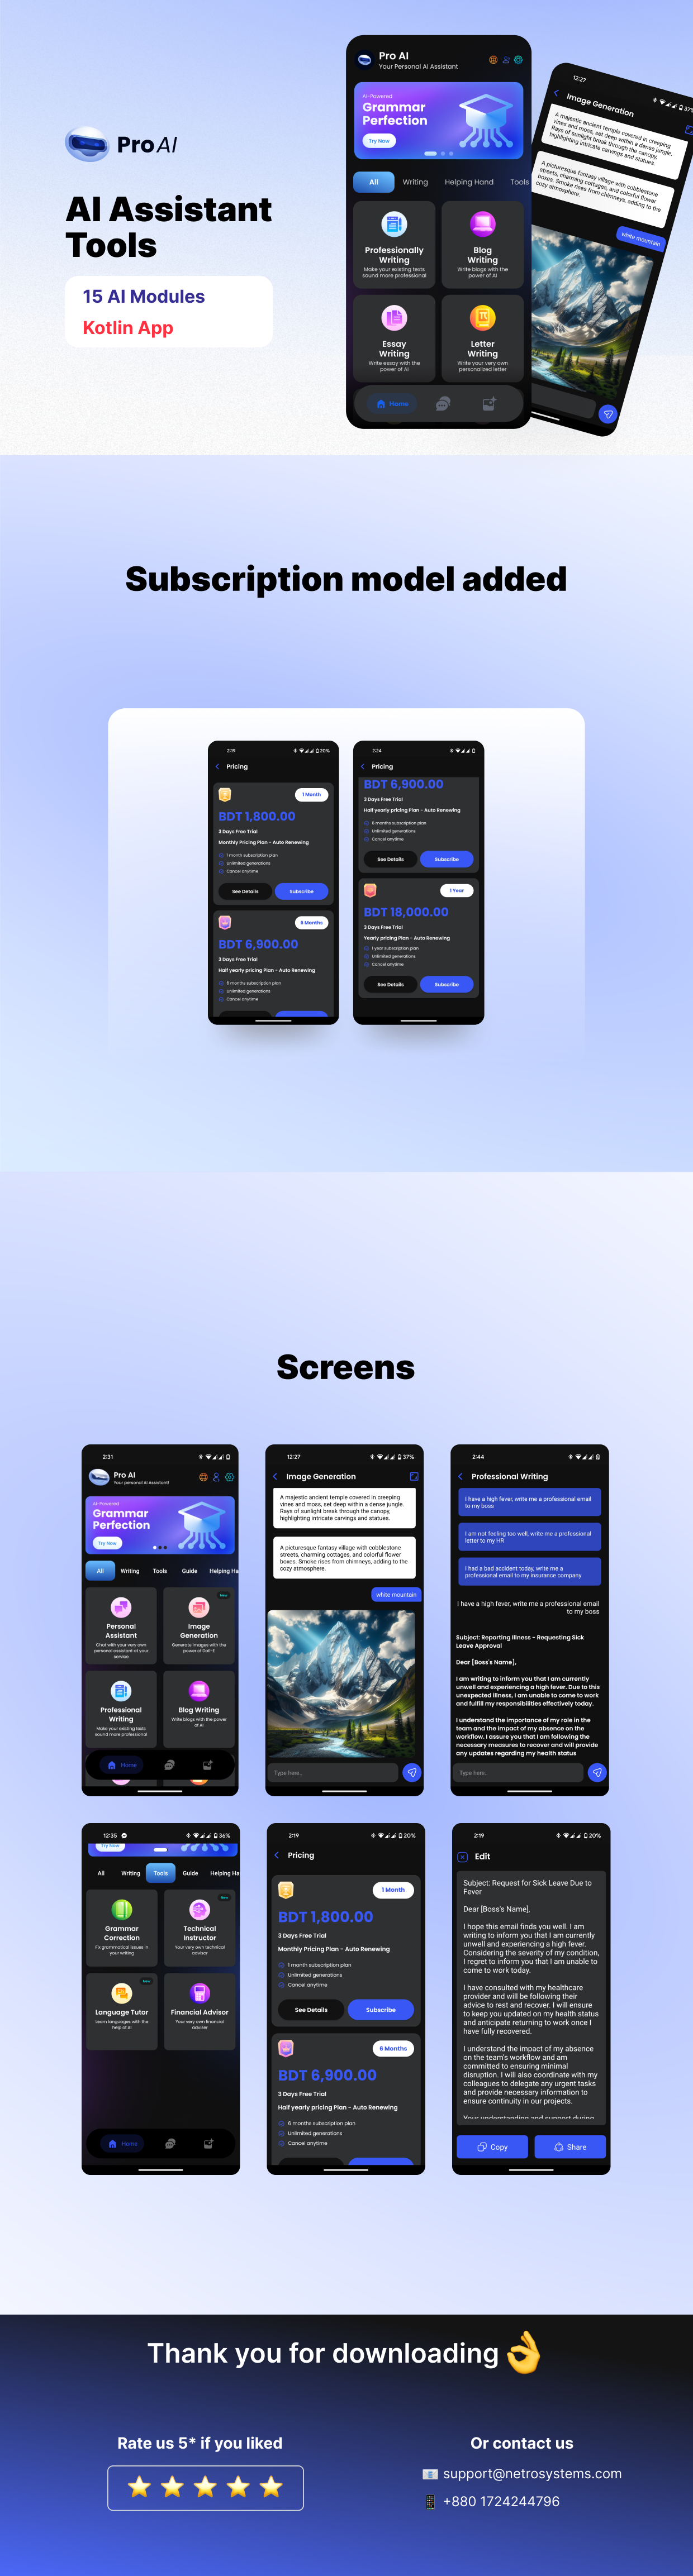 Pro AI
AI Assistant
Tools
15 AI Modules
Kotlin App
Pro AI
Your Personal AI Assistant
AI-Powered
Grammar
Perfection
Try Now
All Writing Helping Hand Tools
Professionally
Writing
Make your existing texts
sound more professional
Blog
Writing
Write blogs with the
power of AI
Essay
Writing
Write essay with the
power of AI
Letter
Writing
Write your very own
personalized letter
Home
12:27
37%
Image Generation
A majestic ancient temple covered in creeping
vines and moss, set deep within a dense jungle.
Rays of sunlight break through the canopy,
highlighting intricate carvings and statues.
A picturesque fantasy village with cobblestone
streets, charming cottages, and colorful flower
boxes. Smoke rises from chimneys, adding to the
cozy atmosphere.
white mountain
Subscription model added
2:19 20%
Pricing
1 Month
BDT 1,800.00
3 Days Free Trial
Monthly Pricing Plan - Auto Renewing
1 month subscription plan
Unlimited generations
Cancel anytime
See Details Subscribe
6 Months
BDT 6,900.00
3 Days Free Trial
Half yearly pricing Plan - Auto Renewing
6 months subscription plan
Unlimited generations
Cancel anytime
2:24
Pricing
BDT 6,900.00
3 Days Free Trial
Half yearly pricing Plan - Auto Renewing
6 months subscription plan
Unlimited generations
Cancel anytime
See Details Subscribe
1 Year
BDT 18,000.00
3 Days Free Trial
Yearly pricing Plan - Auto Renewing
1 year subscription plan
Unlimited generations
Cancel anytime
See Details Subscribe
Screens
2:31
Pro AI
Your personal AI Assistant!
AI-Powered
Grammar
Perfection
Try Now
All Writing Tools Guide Helping Ha
Personal
Assistant
Chat with your very own
personal assistant at your
service
New
Image
Generation
Generate images with the
power of Dall-E
Professional
Writing
Make your existing texts
sound more professional
Blog Writing
Write blogs with the power
of AI
Home
12:27 37%
Image Generation
A majestic ancient temple covered in creeping
vines and moss, set deep within a dense jungle.
Rays of sunlight break through the canopy,
highlighting intricate carvings and statues.
A picturesque fantasy village with cobblestone
streets, charming cottages, and colorful flower
boxes. Smoke rises from chimneys, adding to the
cozy atmosphere.
white mountain
Type here..
2:44
Professional Writing
I have a high fever, write me a professional email
to my boss
I am not feeling too well, write me a professional
letter to my HR
I had a bad accident today, write me a
professional email to my insurance company
I have a high fever, write me a professional email
to my boss
Subject: Reporting Illness - Requesting Sick
Leave Approval
Dear [Boss's Name],
I am writing to inform you that I am currently
unwell and experiencing a high fever. Due to this
unexpected illness, I am unable to come to work
and fulfill my responsibilities effectively today.
I understand the importance of my role in the
team and the impact of my absence on the
workflow. I assure you that I am following the
necessary measures to recover and will provide
any updates regarding my health status
Type here..
12:35 36%
Try Now
All Writing Tools Guide Helping Ha
Grammar
Correction
Fix grammatical issues in
your writing
New
Technical
Instructor
Your very own technical
advisor
New
Language Tutor
Learn languages with the
help of AI
Financial Advisor
Your very own financial
advisor
Home
2:19 20%
Pricing
1 Month
BDT 1,800.00
3 Days Free Trial
Monthly Pricing Plan - Auto Renewing
1 month subscription plan
Unlimited generations
Cancel anytime
See Details Subscribe
6 Months
BDT 6,900.00
3 Days Free Trial
Half yearly pricing Plan - Auto Renewing
6 months subscription plan
Unlimited generations
Cancel anytime
2:19 20%
Edit
Subject: Request for Sick Leave Due to
Fever
Dear [Boss's Name],
I hope this email finds you well. I am
writing to inform you that I am currently
unwell and experiencing a high fever.
Considering the severity of my condition,
I regret to inform you that I am unable to
come to work today.
I have consulted with my healthcare
provider and will be following their
advice to rest and recover. I will ensure
to keep you updated on my health status
and anticipate returning to work once I
have fully recovered.
I understand the impact of my absence
on the team's workflow and am
committed to ensuring minimal
disruption. I will also coordinate with my
colleagues to delegate any urgent tasks
and provide necessary information to
ensure continuity in our projects.
Your understanding and support during
Copy Share
Thank you for downloading
Rate us 5* if you liked
Or contact us
support@netrosystems.com
+880 1724244796